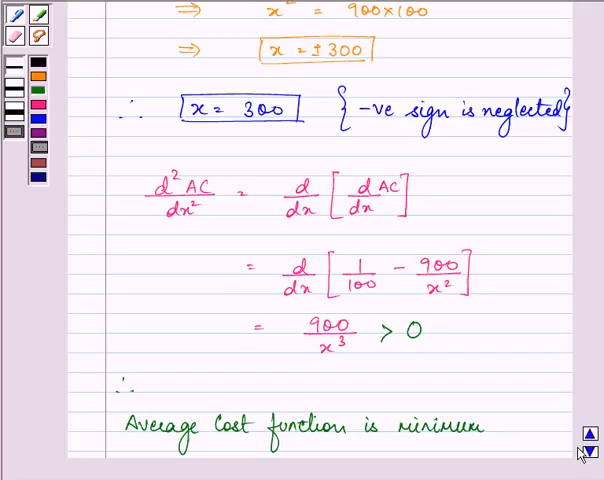 ⇒ x² = 900×100
⇒ x = ±300
∴ x = 300 {-ve sign is neglected}
d²AC/dx² = d/dx [d AC/dx]
= d/dx [1/100 - 900/x²]
= 900/x³ > 0
∴
Average Cost function is minimum